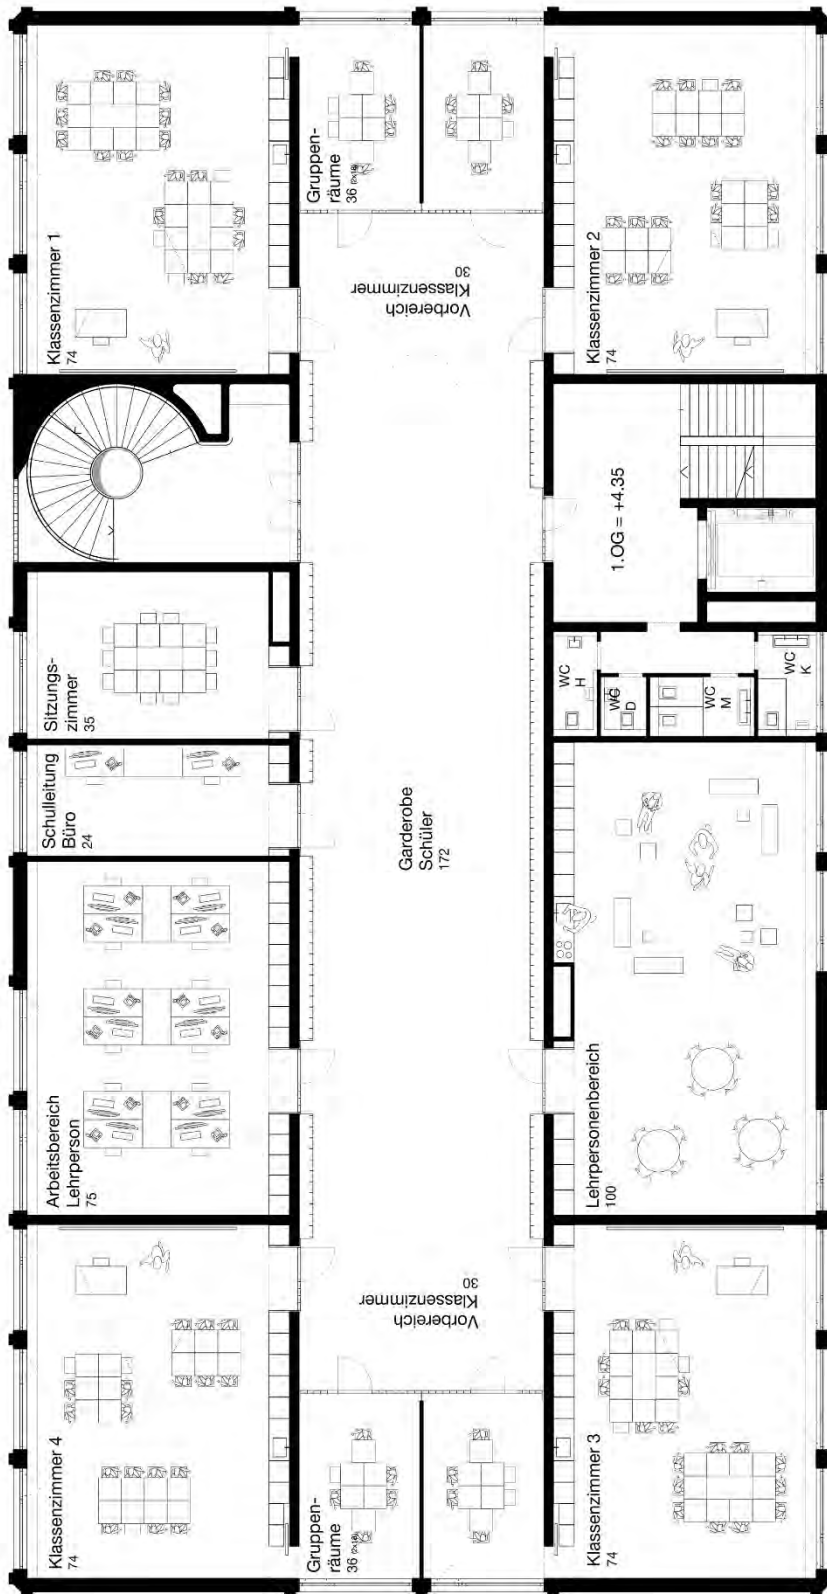 Klassenzimmer 1
74
Gruppen-
räume
36 (2x18)
Klassenzimmer 2
74
Vorbereich
Klassenzimmer
30
1.OG = +4.35
Sitzungs-
zimmer
35
WC
H
WC
D
WC
M
WC
K
Schulleitung
Büro
24
Garderobe
Schüler
172
Arbeitsbereich
Lehrperson
75
Lehrpersonenbereich
100
Vorbereich
Klassenzimmer
30
Klassenzimmer 4
74
Gruppen-
räume
36 (2x18)
Klassenzimmer 3
74